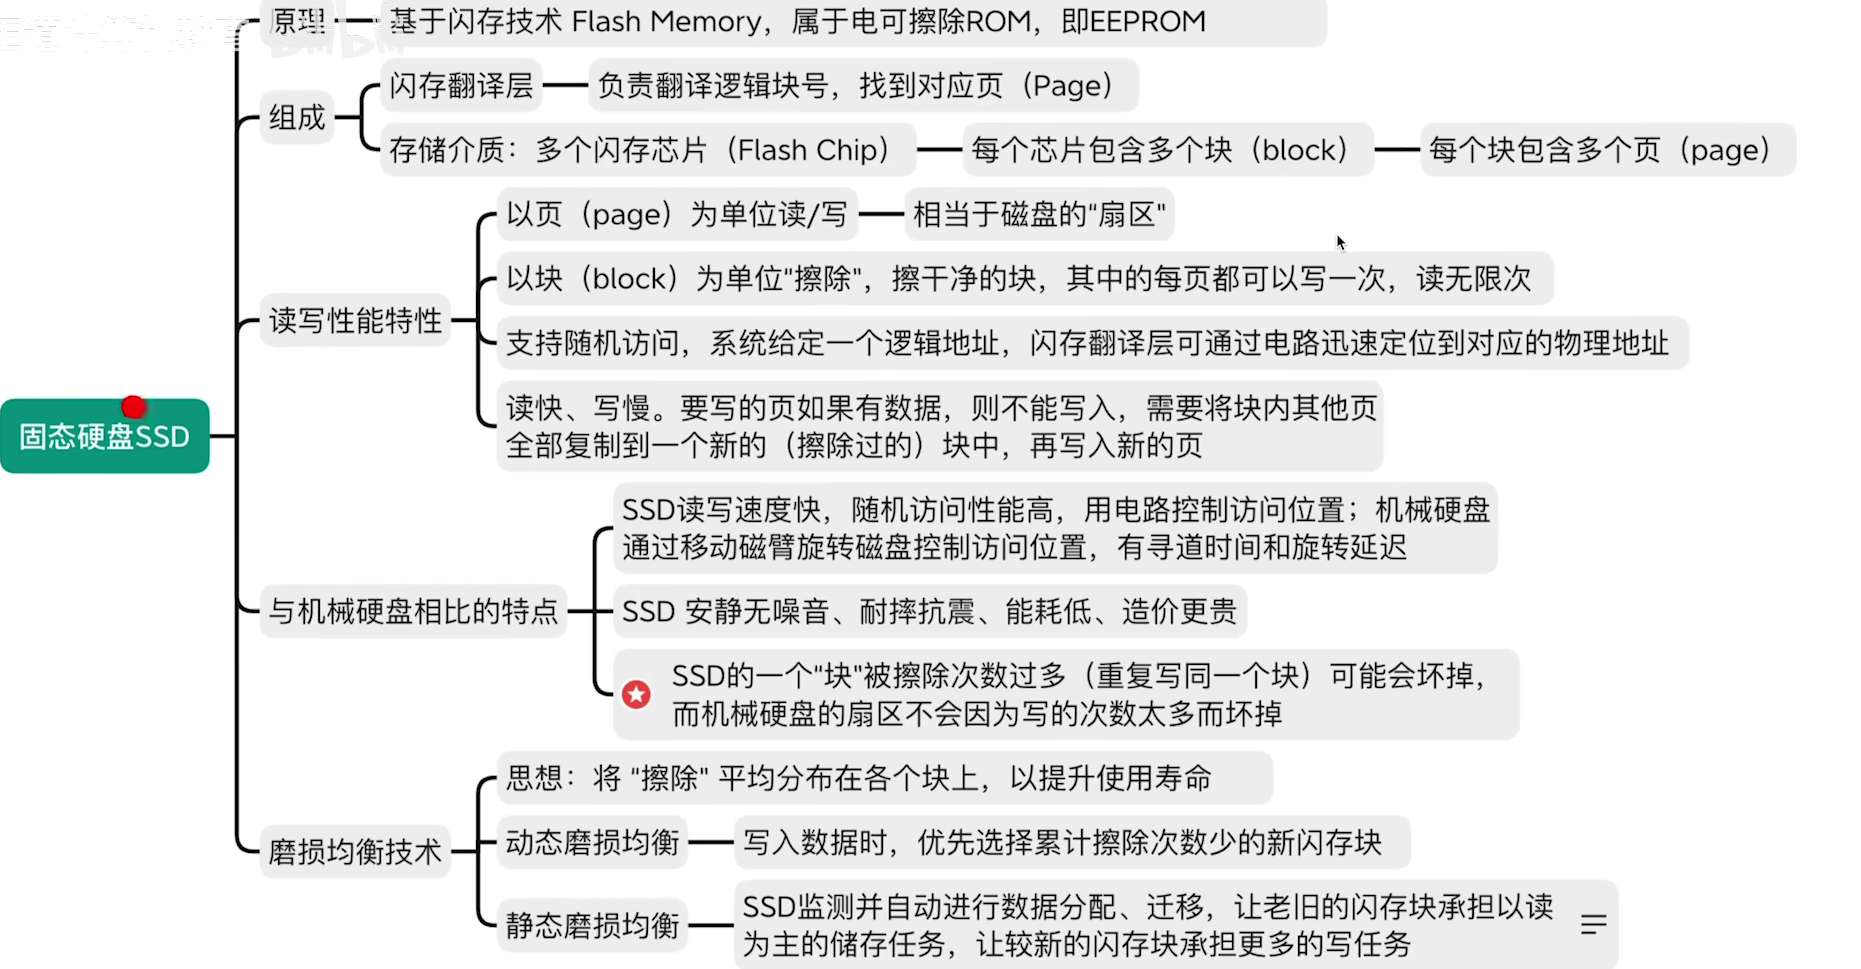 原理
基于闪存技术 Flash Memory，属于电可擦除ROM，即EEPROM
组成
闪存翻译层
负责翻译逻辑块号，找到对应页（Page）
存储介质：多个闪存芯片（Flash Chip）
每个芯片包含多个块（block）
每个块包含多个页（page）
读写性能特性
以页（page）为单位读/写
相当于磁盘的"扇区"
以块（block）为单位"擦除"，擦干净的块，其中的每页都可以写一次，读无限次
支持随机访问，系统给定一个逻辑地址，闪存翻译层可通过电路迅速定位到对应的物理地址
读快、写慢。要写的页如果有数据，则不能写入，需要将块内其他页
全部复制到一个新的（擦除过的）块中，再写入新的页
固态硬盘SSD
与机械硬盘相比的特点
SSD读写速度快，随机访问性能高，用电路控制访问位置；机械硬盘
通过移动磁臂旋转磁盘控制访问位置，有寻道时间和旋转延迟
SSD 安静无噪音、耐摔抗震、能耗低、造价更贵
SSD的一个"块"被擦除次数过多（重复写同一个块）可能会坏掉，
而机械硬盘的扇区不会因为写的次数太多而坏掉
磨损均衡技术
思想：将 "擦除" 平均分布在各个块上，以提升使用寿命
动态磨损均衡
写入数据时，优先选择累计擦除次数少的新闪存块
静态磨损均衡
SSD监测并自动进行数据分配、迁移，让老旧的闪存块承担以读
为主的储存任务，让较新的闪存块承担更多的写任务